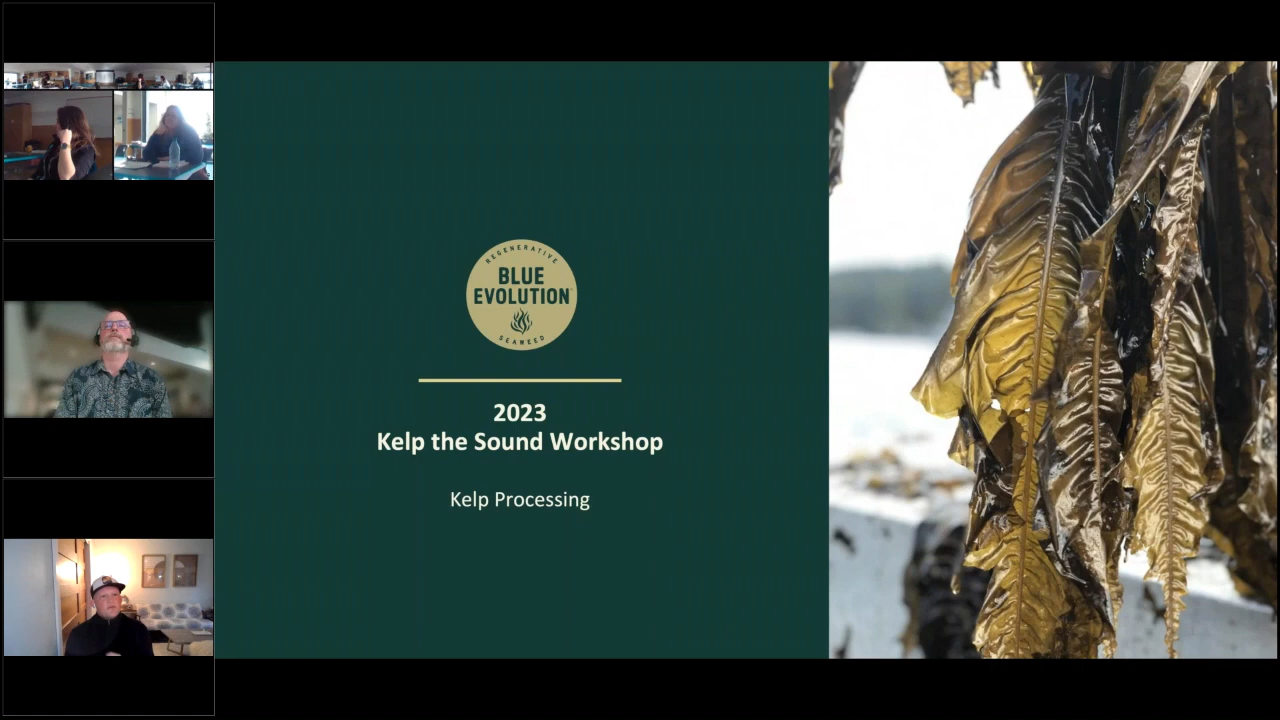 REGENERATIVE
BLUE
EVOLUTION
SEAWEED
2023
Kelp the Sound Workshop
Kelp Processing